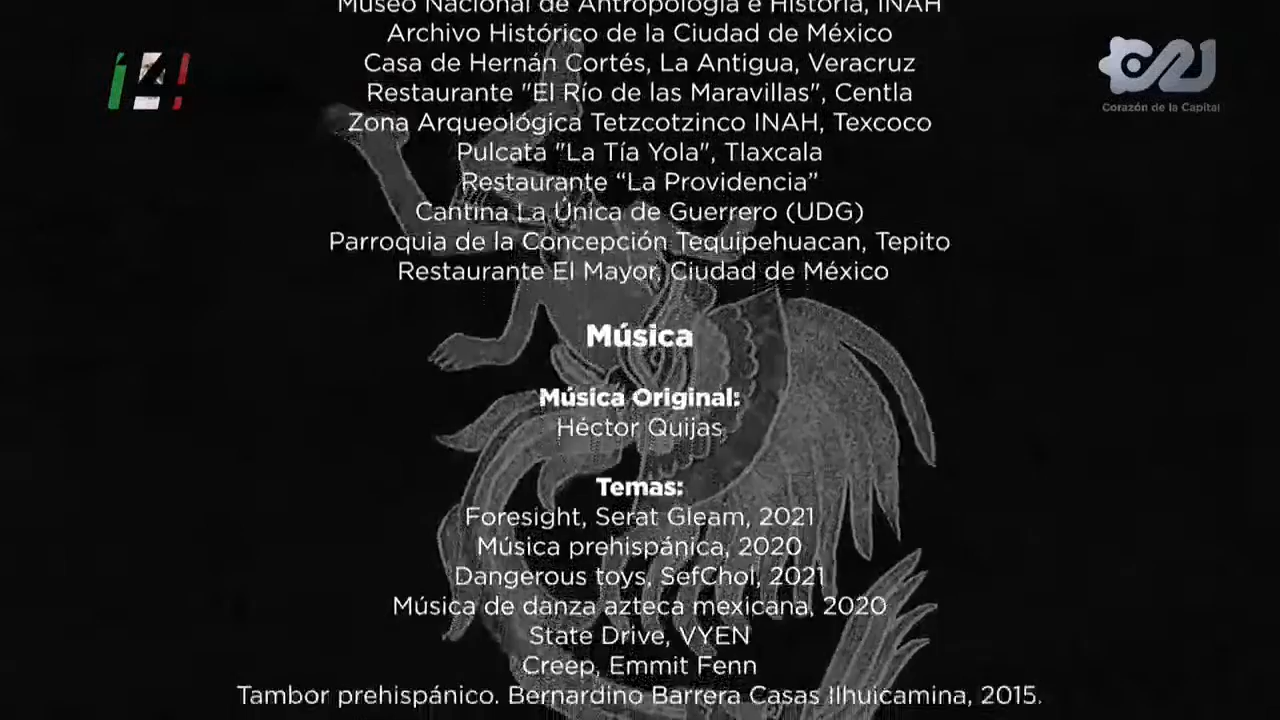 Museo Nacional de Antropología e Historia, INAH
Archivo Histórico de la Ciudad de México
Casa de Hernán Cortés, La Antigua, Veracruz
Restaurante "El Río de las Maravillas", Centla
Zona Arqueológica Tetzcotzinco INAH, Texcoco
Pulcata "La Tía Yola", Tlaxcala
Restaurante “La Providencia”
Cantina La Única de Guerrero (UDG)
Parroquia de la Concepción Tequipehuacan, Tepito
Restaurante El Mayor, Ciudad de México
Corazón de la Capital
Música
Música Original:
Héctor Quijas
Temas:
Foresight, Serat Gleam, 2021
Música prehispánica, 2020
Dangerous toys, SefChol, 2021
Música de danza azteca mexicana, 2020
State Drive, VYEN
Creep, Emmit Fenn
Tambor prehispánico. Bernardino Barrera Casas Ilhuicamina, 2015.